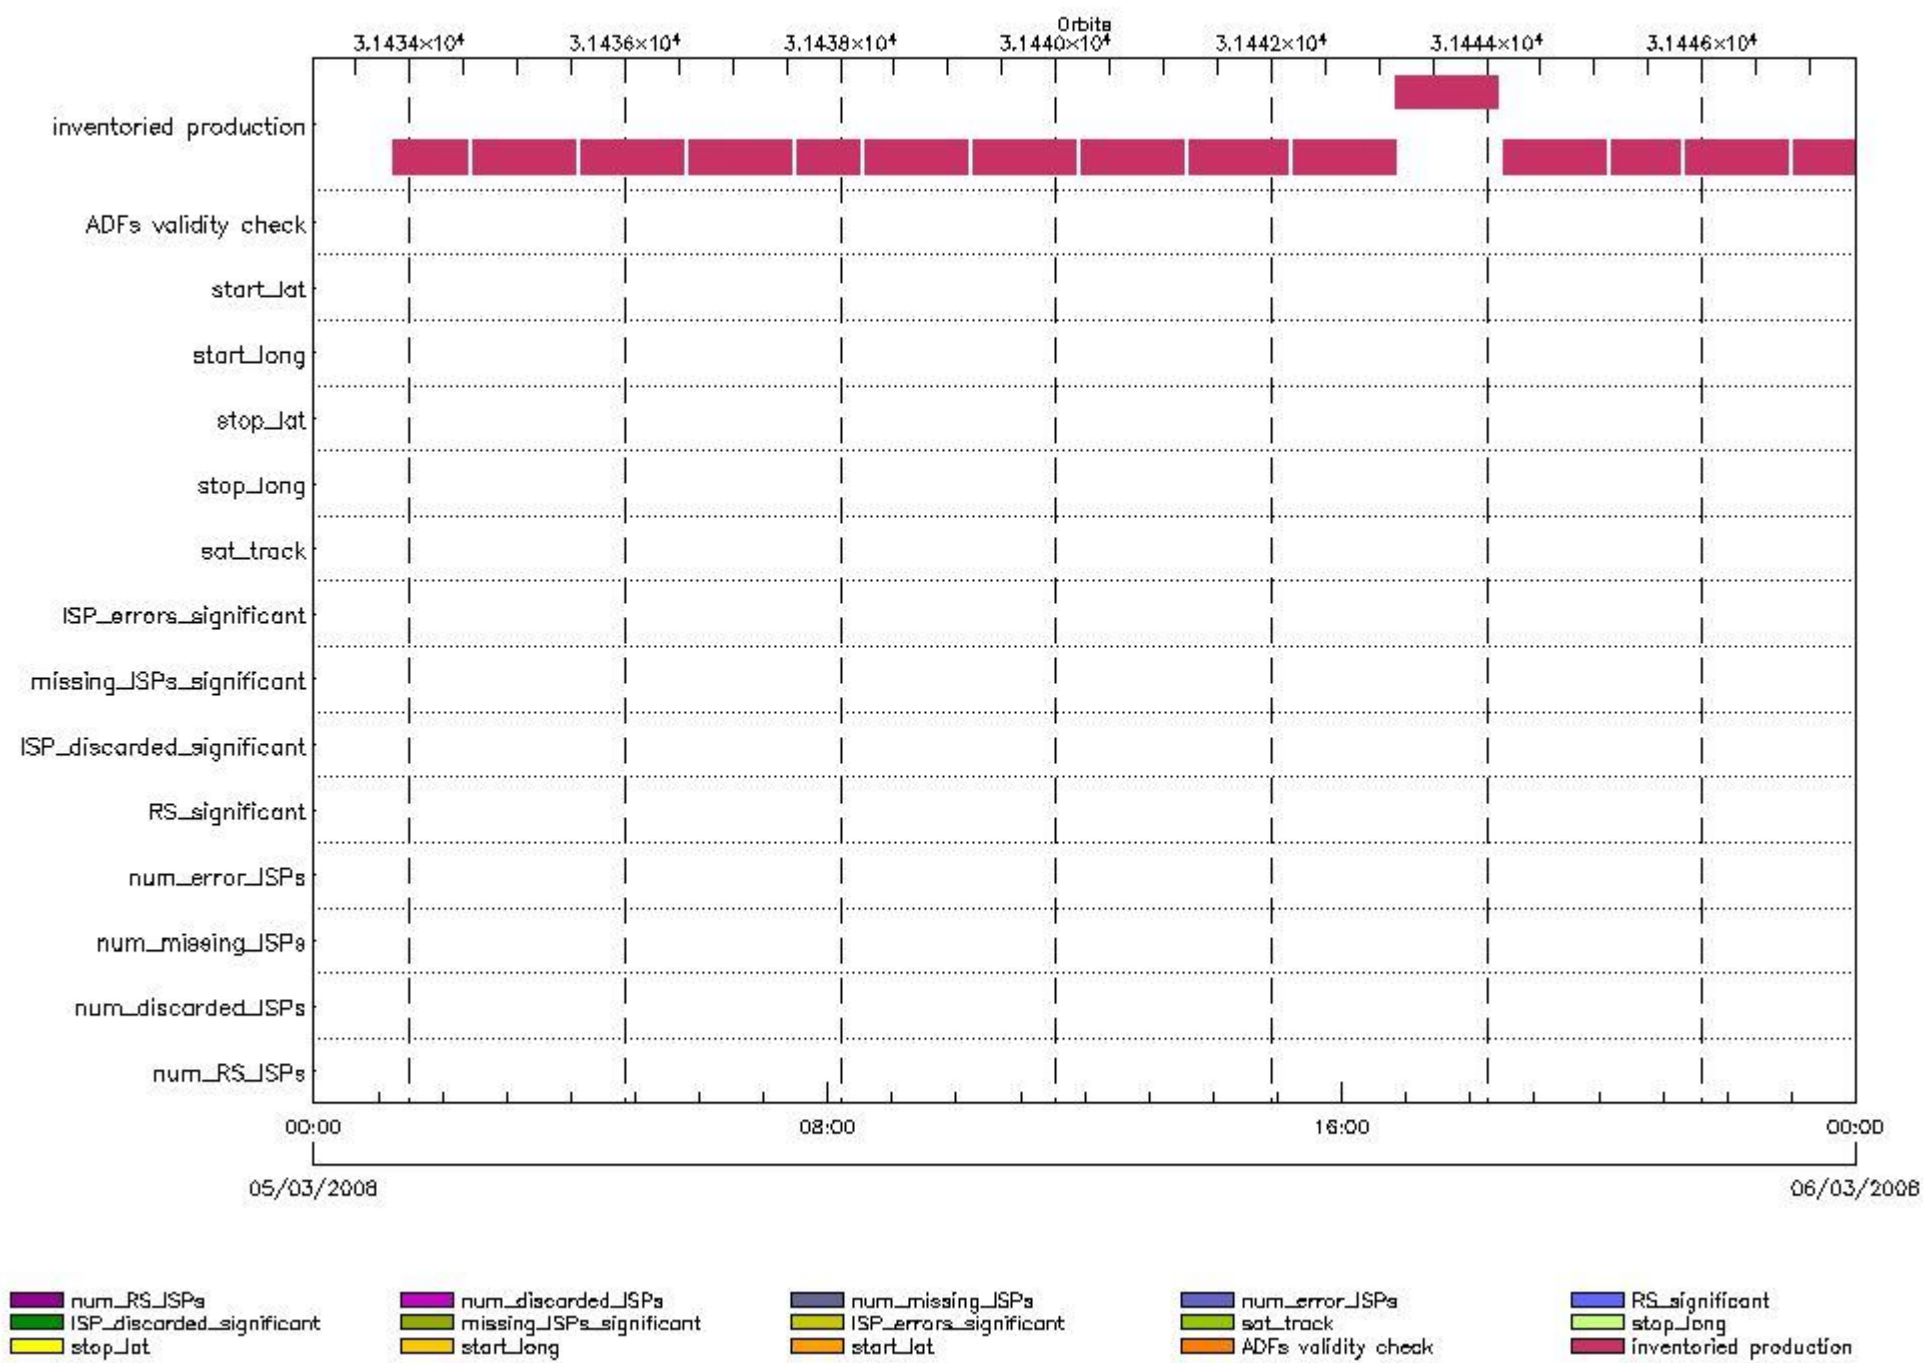 Orbits
3.1434×10⁴ 3.1436×10⁴ 3.1438×10⁴ 3.1440×10⁴ 3.1442×10⁴ 3.1444×10⁴ 3.1446×10⁴
inventoried production
ADFs validity check
start_lat
start_long
stop_lat
stop_long
sat_track
ISP_errors_significant
missing_ISPs_significant
ISP_discarded_significant
RS_significant
num_error_ISPs
num_missing_ISPs
num_discarded_ISPs
num_RS_ISPs
00:00 08:00 16:00 00:00
05/03/2008 06/03/2008
num_RS_ISPs num_discarded_ISPs num_missing_ISPs num_error_ISPs RS_significant
ISP_discarded_significant missing_ISPs_significant ISP_errors_significant sat_track stop_long
stop_lat start_long start_lat ADFs validity check inventoried production